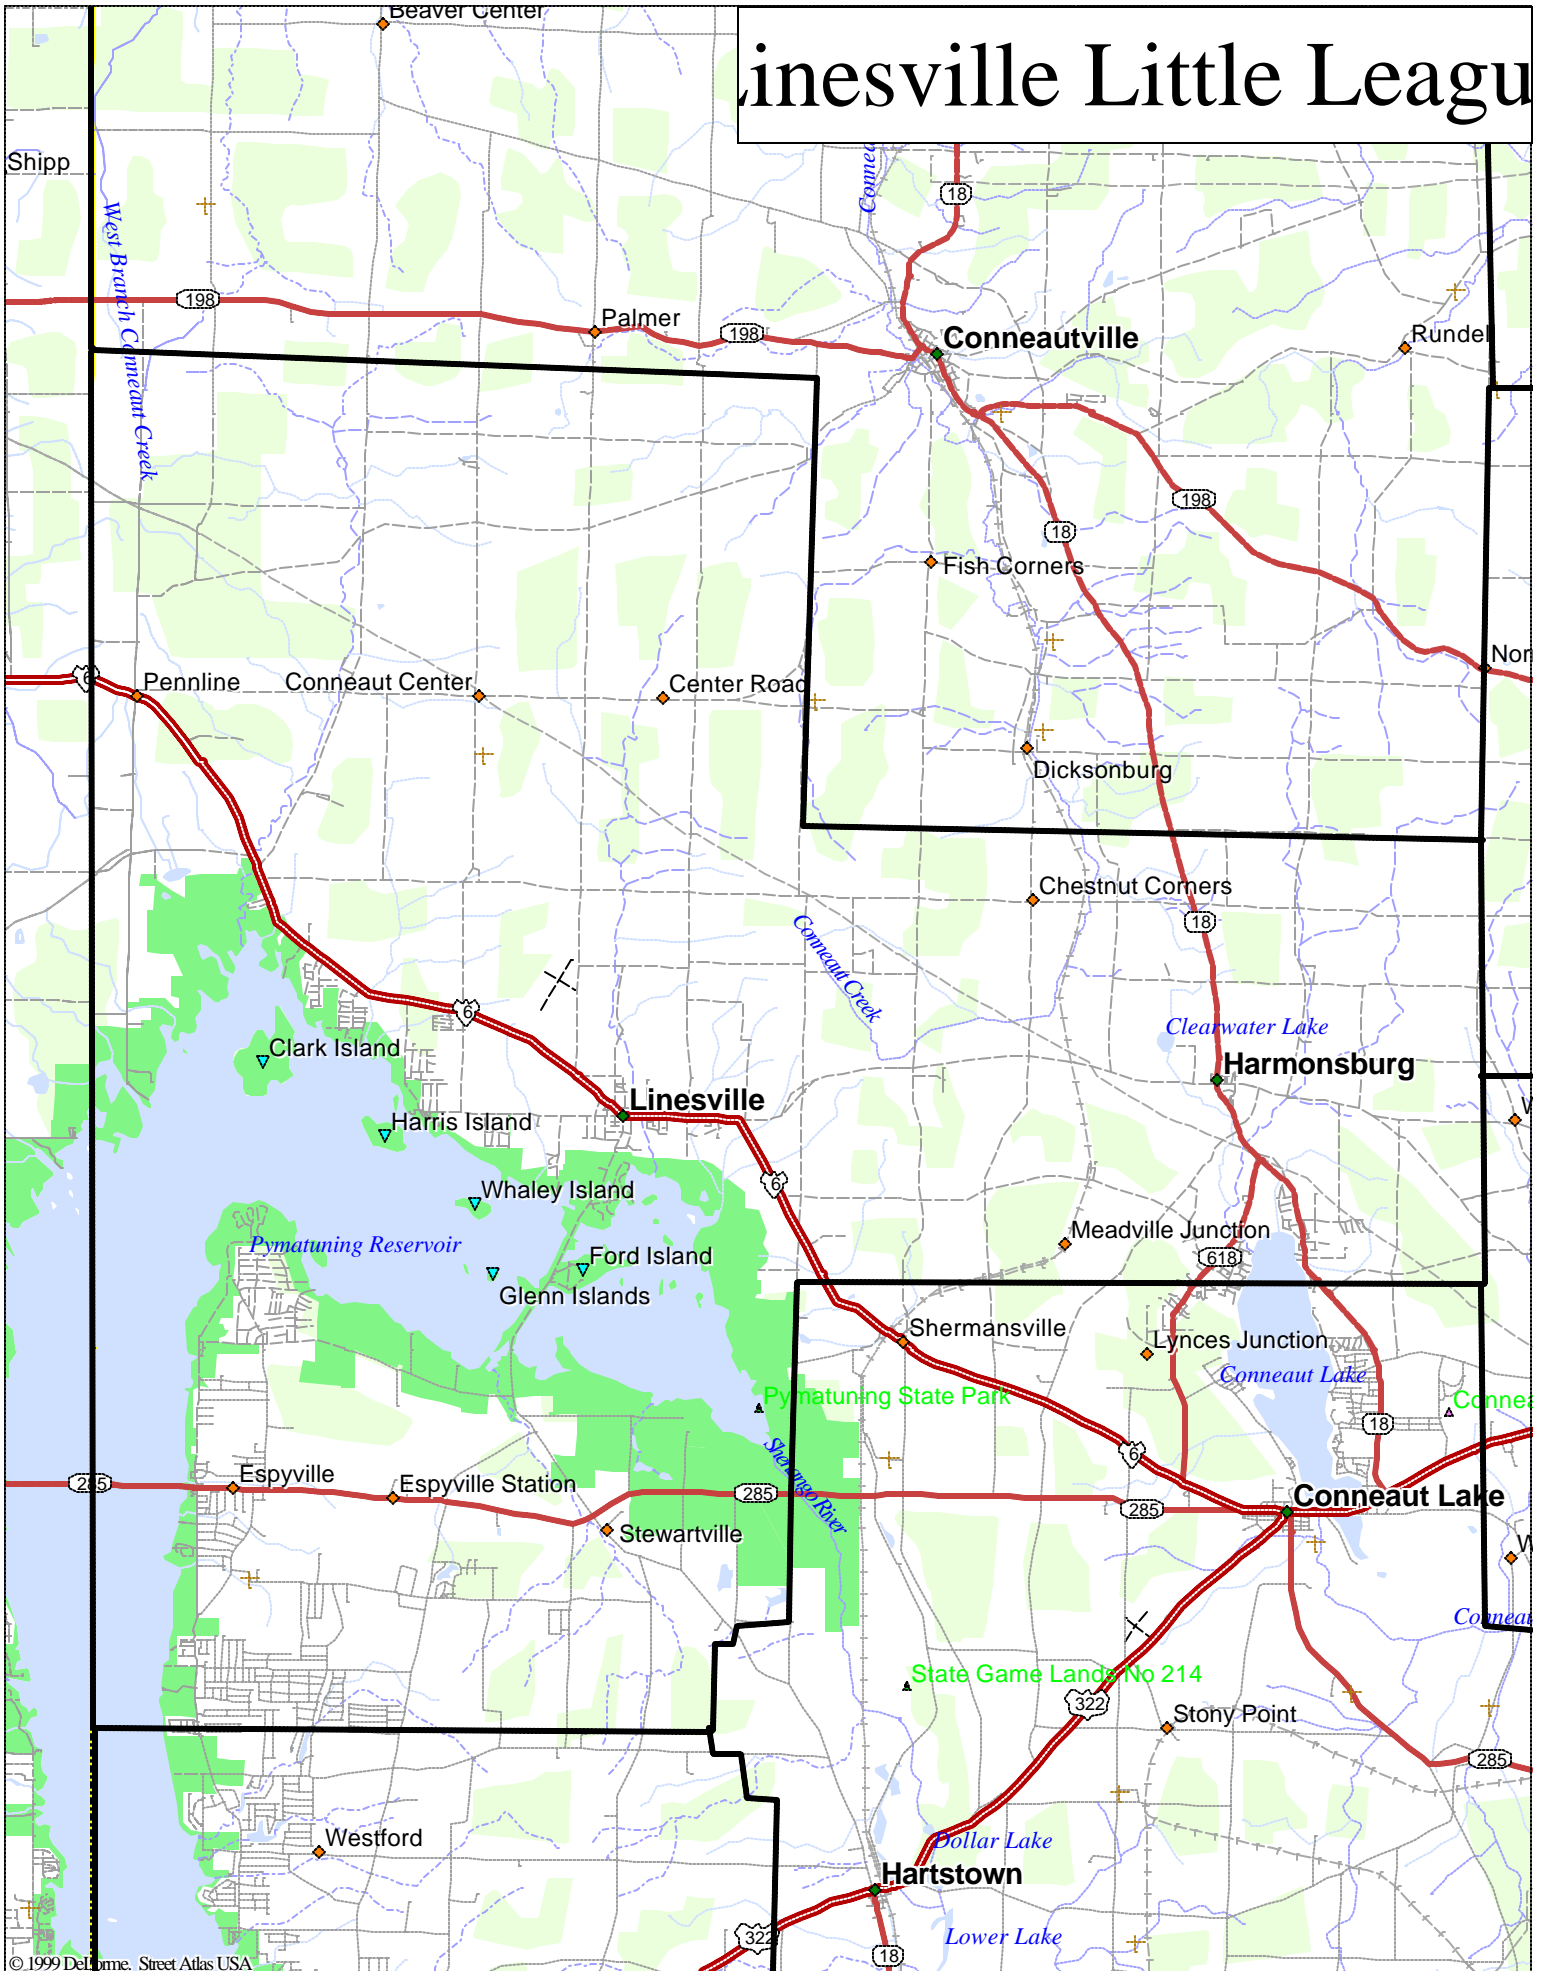 Beaver Center
inesville Little Leagu
Shipp
Connea
18
West Branch Conneaut Creek
198
Palmer
198
Conneautville
Rundell
198
18
Fish Corners
Nor
6
Pennline
Conneaut Center
Center Road
Dicksonburg
Chestnut Corners
18
Conneaut Creek
6
Clearwater Lake
Clark Island
Harmonsburg
Linesville
Harris Island
6
Whaley Island
Meadville Junction
Pymatuning Reservoir
Ford Island
618
Glenn Islands
Shermansville
Lynces Junction
Conneaut Lake
Pymatuning State Park
Connea
18
6
Shenango River
285
Espyville
Espyville Station
285
285
Conneaut Lake
Stewartville
W
Conneau
State Game Lands No 214
322
Stony Point
285
Westford
Dollar Lake
Hartstown
322
Lower Lake
18
© 1999 DeLorme. Street Atlas USA